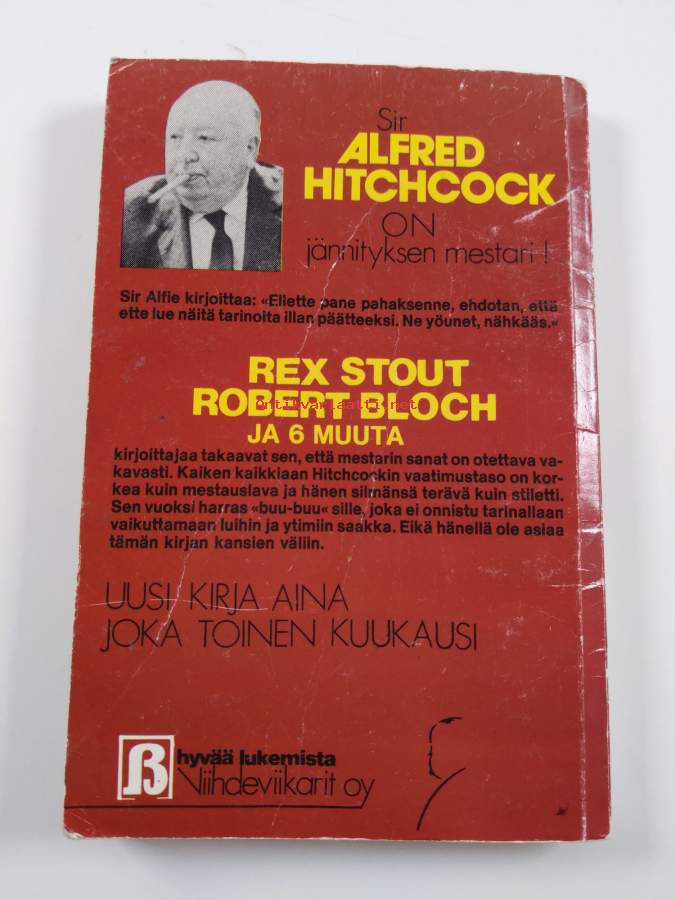 Sir
ALFRED
HITCHCOCK
ON
jännityksen mestari!
Sir Alfie kirjoittaa: «Ellette pane pahaksenne, ehdotan, että
ette lue näitä tarinoita illan päätteeksi. Ne yöunet, nähkääs.«
REX STOUT
ROBERT BLOCH
JA 6 MUUTA
kirjoittajaa takaavat sen, että mestarin sanat on otettava va-
kavasti. Kaiken kaikkiaan Hitchcockin vaatimustaso on kor-
kea kuin mestauslava ja hänen silmänsä terävä kuin stiletti.
Sen vuoksi harras «buu-buu« sille, joka ei onnistu tarinallaan
vaikuttamaan luihin ja ytimiin saakka. Eikä hänellä ole asiaa
tämän kirjan kansien väliin.
UUSI KIRJA AINA
JOKA TOINEN KUUKAUSI
hyvää lukemista
Viihdeviikarit oy